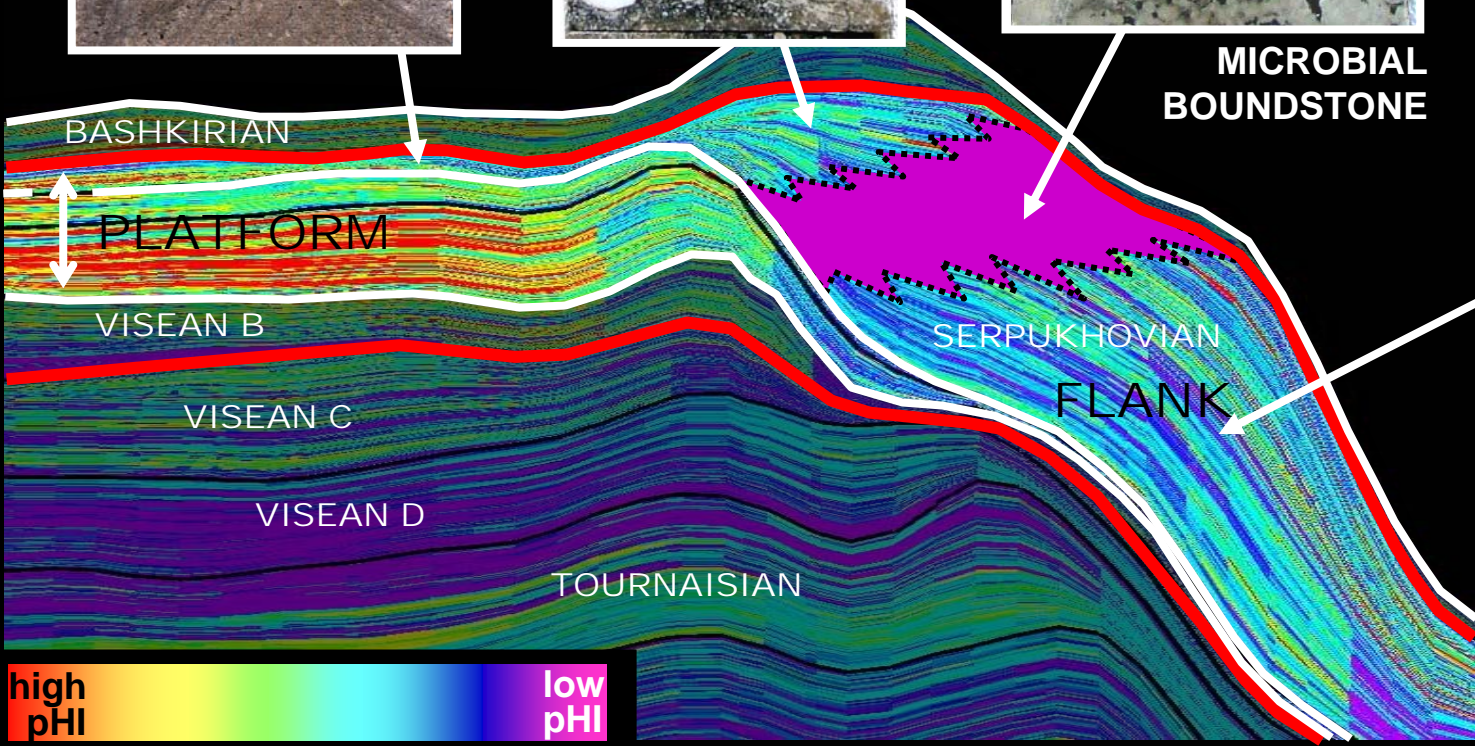 MICROBIAL
BOUNDSTONE
BASHKIRIAN
PLATFORM
VISEAN B
SERPUKHOVIAN
FLANK
VISEAN C
VISEAN D
TOURNAISIAN
high
pHI
low
pHI